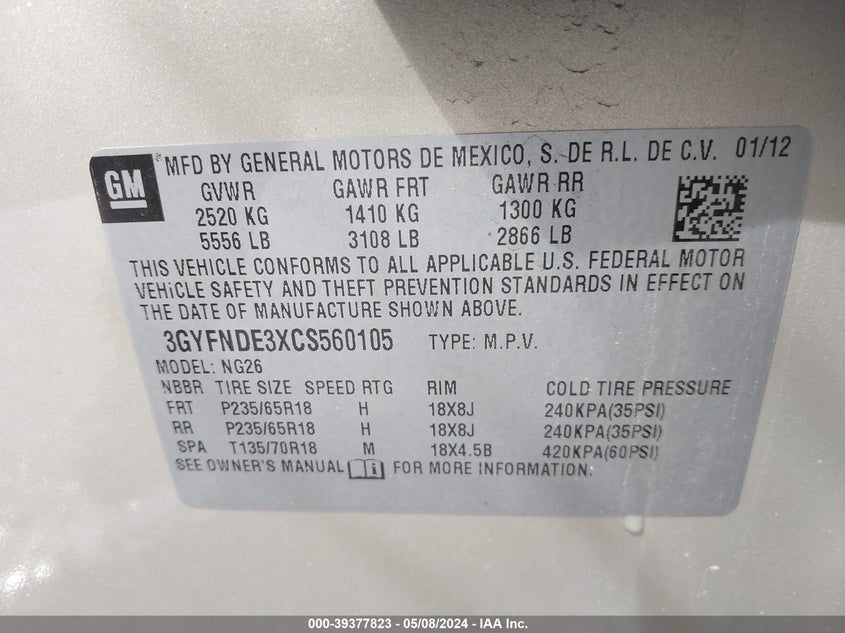 GM
® MFD BY GENERAL MOTORS DE MEXICO, S. DE R.L. DE C.V. 01/12
GVWR GAWR FRT GAWR RR
2520 KG 1410 KG 1300 KG
5556 LB 3108 LB 2866 LB
THIS VEHICLE CONFORMS TO ALL APPLICABLE U.S. FEDERAL MOTOR
VEHICLE SAFETY AND THEFT PREVENTION STANDARDS IN EFFECT ON
THE DATE OF MANUFACTURE SHOWN ABOVE.
3GYFNDE3XCS560105 TYPE: M.P.V.
MODEL: NG26
NBBR TIRE SIZE SPEED RTG RIM COLD TIRE PRESSURE
FRT P235/65R18 H 18X8J 240KPA(35PSI)
RR P235/65R18 H 18X8J 240KPA(35PSI)
SPA T135/70R18 M 18X4.5B 420KPA(60PSI)
SEE OWNER'S MANUAL i FOR MORE INFORMATION.
000-39377823 - 05/08/2024 - IAA Inc.